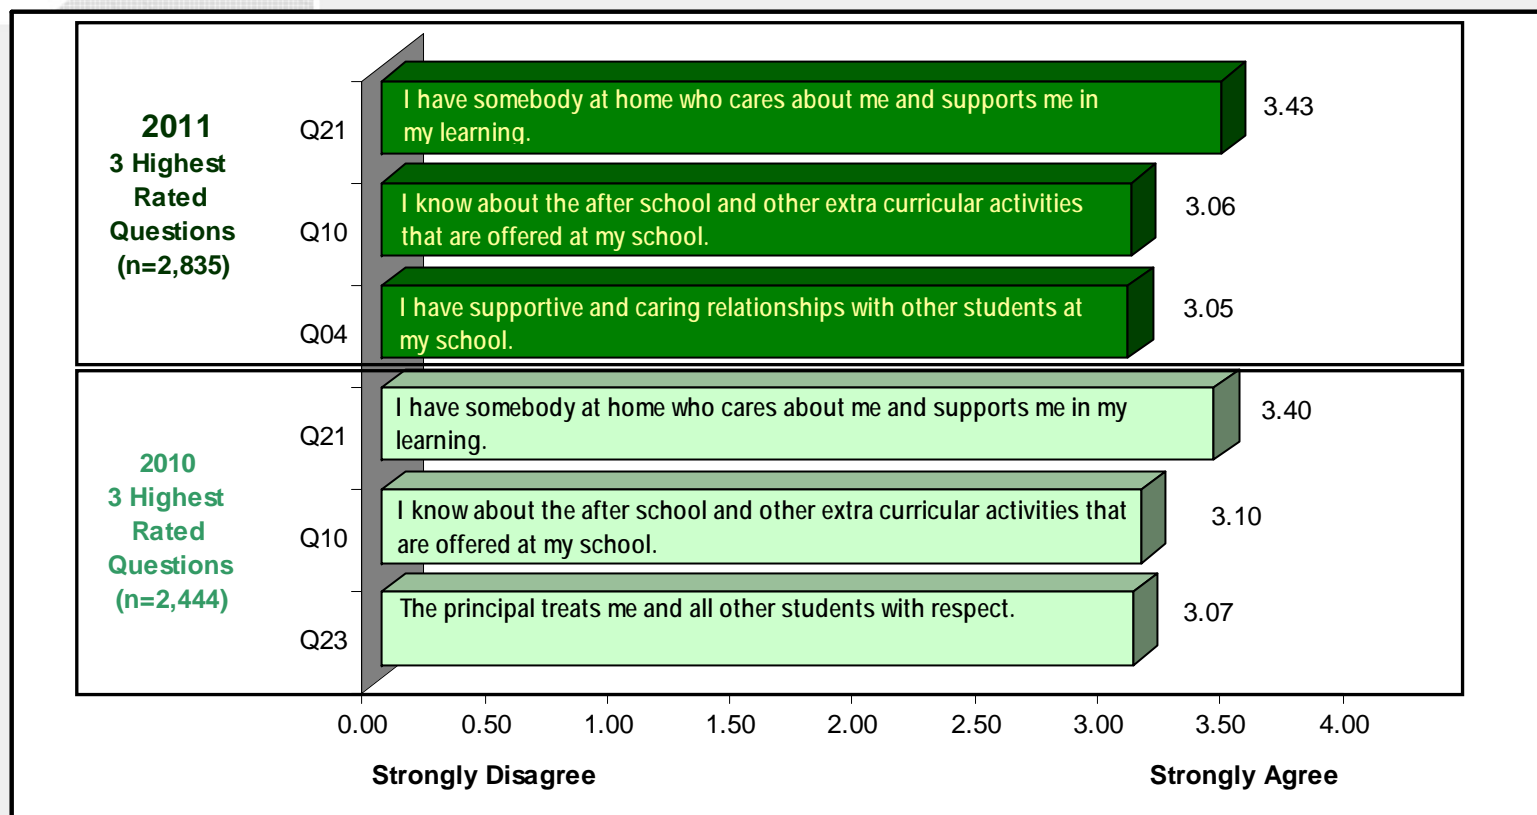 2011
3 Highest
Rated
Questions
(n=2,835)
Q21
I have somebody at home who cares about me and supports me in
my learning.
3.43
Q10
I know about the after school and other extra curricular activities
that are offered at my school.
3.06
Q04
I have supportive and caring relationships with other students at
my school.
3.05
2010
3 Highest
Rated
Questions
(n=2,444)
Q21
I have somebody at home who cares about me and supports me in my
learning.
3.40
Q10
I know about the after school and other extra curricular activities that
are offered at my school.
3.10
Q23
The principal treats me and all other students with respect.
3.07
0.00 0.50 1.00 1.50 2.00 2.50 3.00 3.50 4.00
Strongly Disagree Strongly Agree